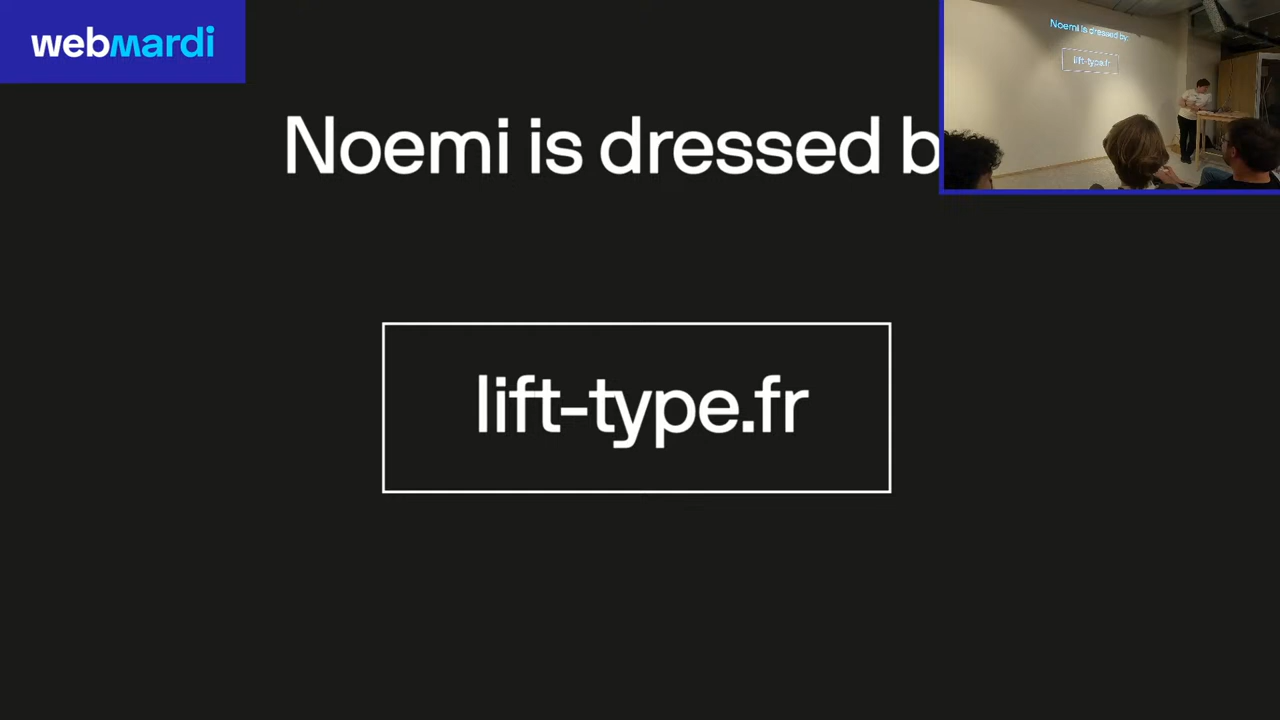 webmardi
Noemi is dressed b
lift-type.fr
Noemi is dressed by:
lift-type.fr